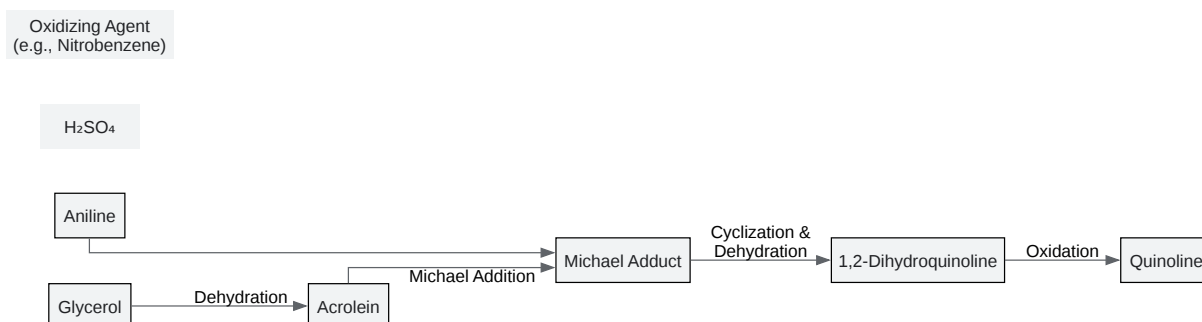 Oxidizing Agent
(e.g., Nitrobenzene)
H₂SO₄
Aniline
Cyclization &
Dehydration
Michael Adduct
1,2-Dihydroquinoline
Oxidation
Quinoline
Michael Addition
Glycerol
Dehydration
Acrolein